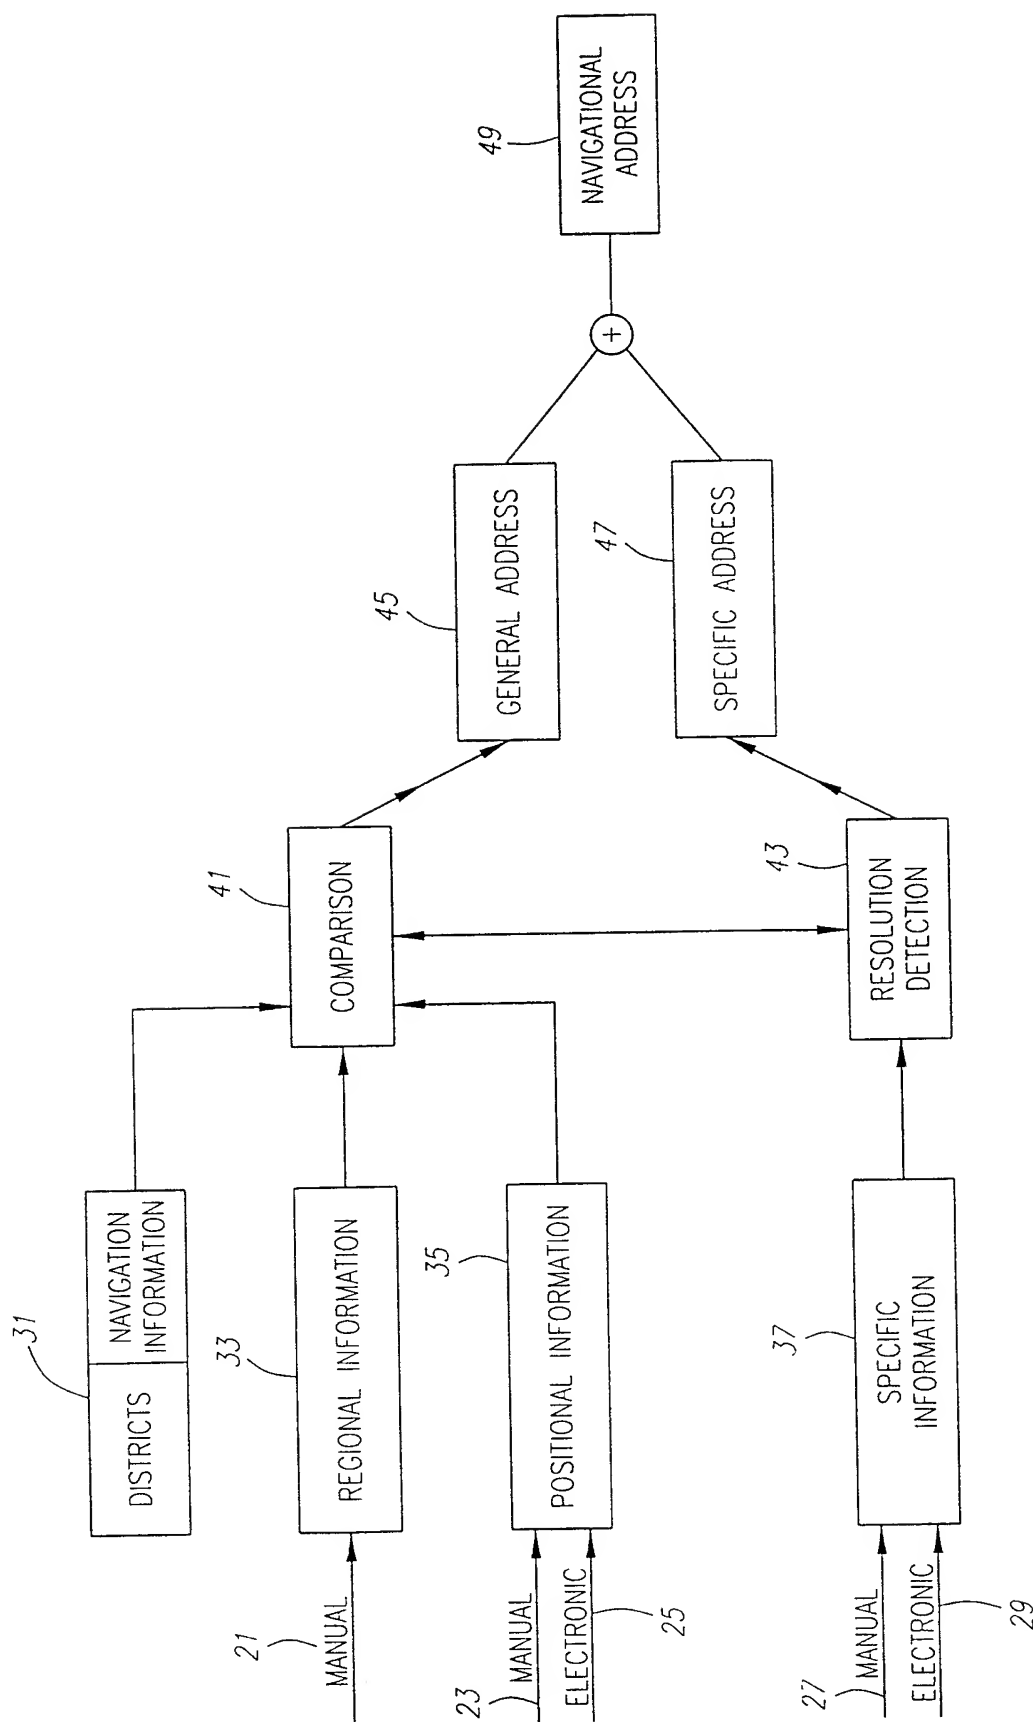 31
DISTRICTS
NAVIGATION
INFORMATION
21
MANUAL
33
REGIONAL INFORMATION
23
MANUAL
ELECTRONIC
25
35
POSITIONAL INFORMATION
27
MANUAL
ELECTRONIC
29
37
SPECIFIC
INFORMATION
41
COMPARISON
43
RESOLUTION
DETECTION
45
GENERAL ADDRESS
47
SPECIFIC ADDRESS
+
49
NAVIGATIONAL
ADDRESS